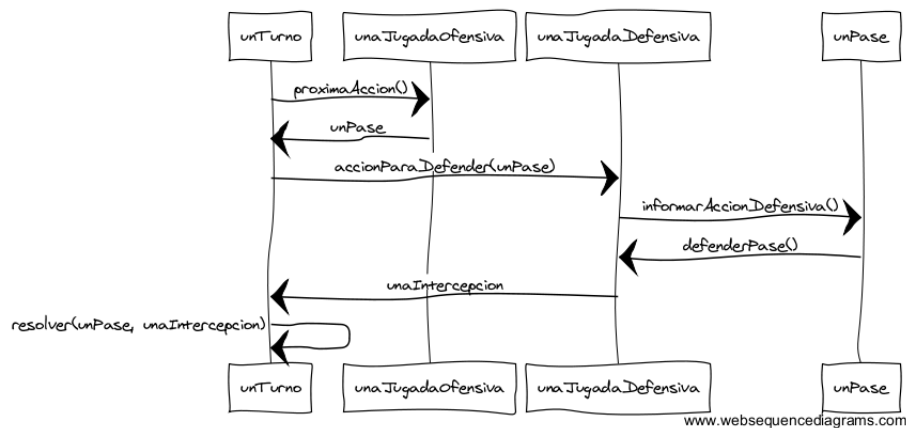 unTurno unaJugadaOfensiva unaJugadaDefensiva unPase
proximaAccion()
unPase
accionParaDefender(unPase)
informarAccionDefensiva()
defenderPase()
unaIntercepcion
resolver(unPase, unaIntercepcion)
unTurno unaJugadaOfensiva unaJugadaDefensiva unPase
www.websequencediagrams.com